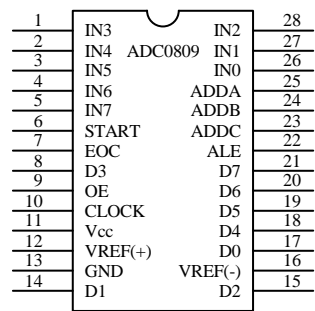 1 IN3 IN2 28
2 IN4 ADC0809 IN1 27
3 IN5 IN0 26
4 IN6 ADDA 25
5 IN7 ADDB 24
6 START ADDC 23
7 EOC ALE 22
8 D3 D7 21
9 OE D6 20
10 CLOCK D5 19
11 Vcc D4 18
12 VREF(+) D0 17
13 GND VREF(-) 16
14 D1 D2 15